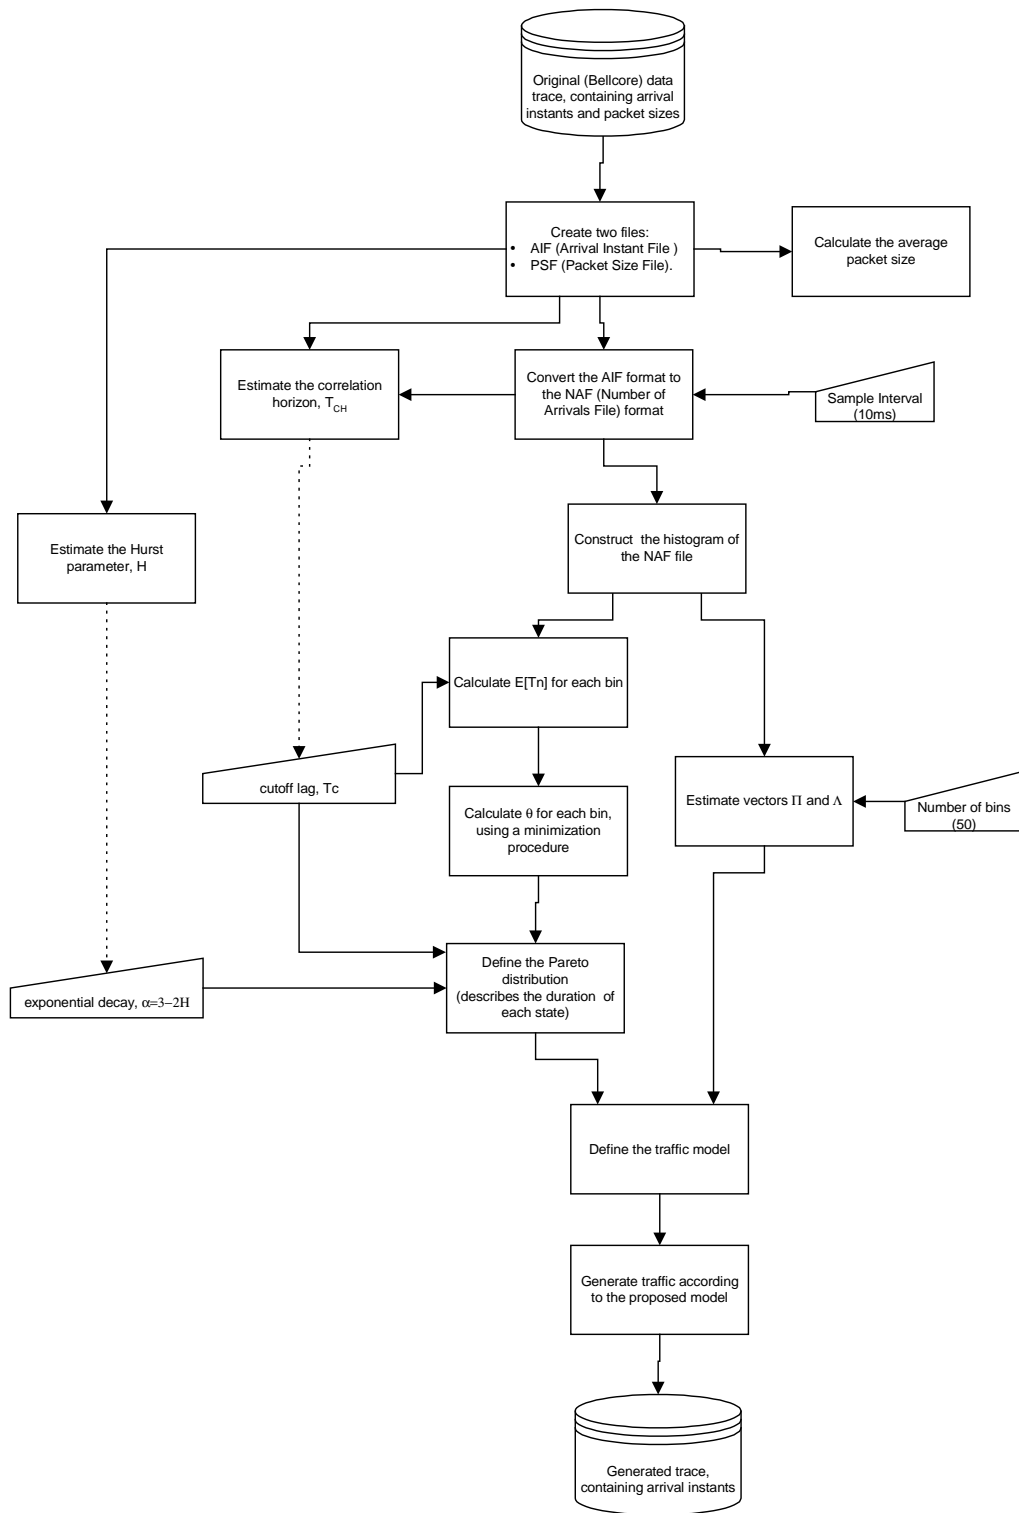 Original (Bellcore) data
trace, containing arrival
instants and packet sizes
Create two files:
• AIF (Arrival Instant File )
• PSF (Packet Size File).
Calculate the average
packet size
Estimate the correlation
horizon, TCH
Convert the AIF format to
the NAF (Number of
Arrivals File) format
Sample Interval
(10ms)
Estimate the Hurst
parameter, H
Construct the histogram of
the NAF file
Calculate E[Tn] for each bin
cutoff lag, Tc
Calculate θ for each bin,
using a minimization
procedure
Estimate vectors Π and Λ
Number of bins
(50)
exponential decay, α=3−2H
Define the Pareto
distribution
(describes the duration of
each state)
Define the traffic model
Generate traffic according
to the proposed model
Generated trace,
containing arrival instants